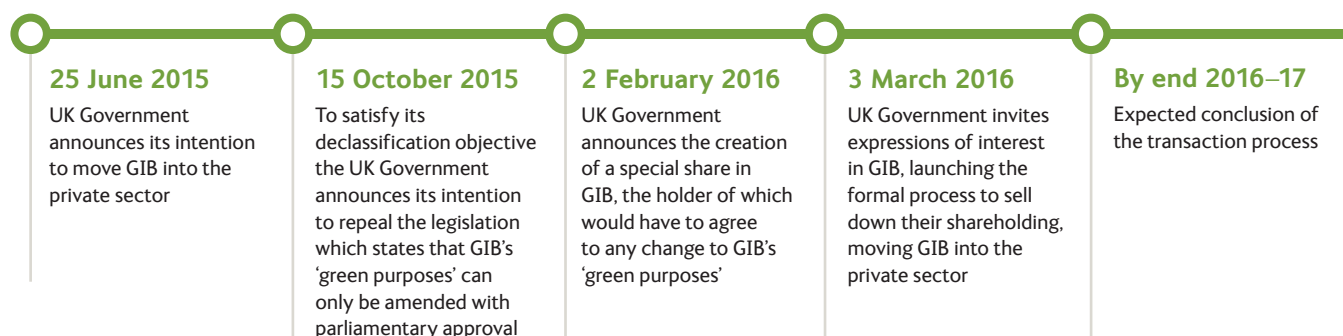 25 June 2015
UK Government
announces its intention
to move GIB into the
private sector
15 October 2015
To satisfy its
declassification objective
the UK Government
announces its intention
to repeal the legislation
which states that GIB's
'green purposes' can
only be amended with
parliamentary approval
2 February 2016
UK Government
announces the creation
of a special share in
GIB, the holder of which
would have to agree
to any change to GIB's
'green purposes'
3 March 2016
UK Government invites
expressions of interest
in GIB, launching the
formal process to sell
down their shareholding,
moving GIB into the
private sector
By end 2016–17
Expected conclusion of
the transaction process